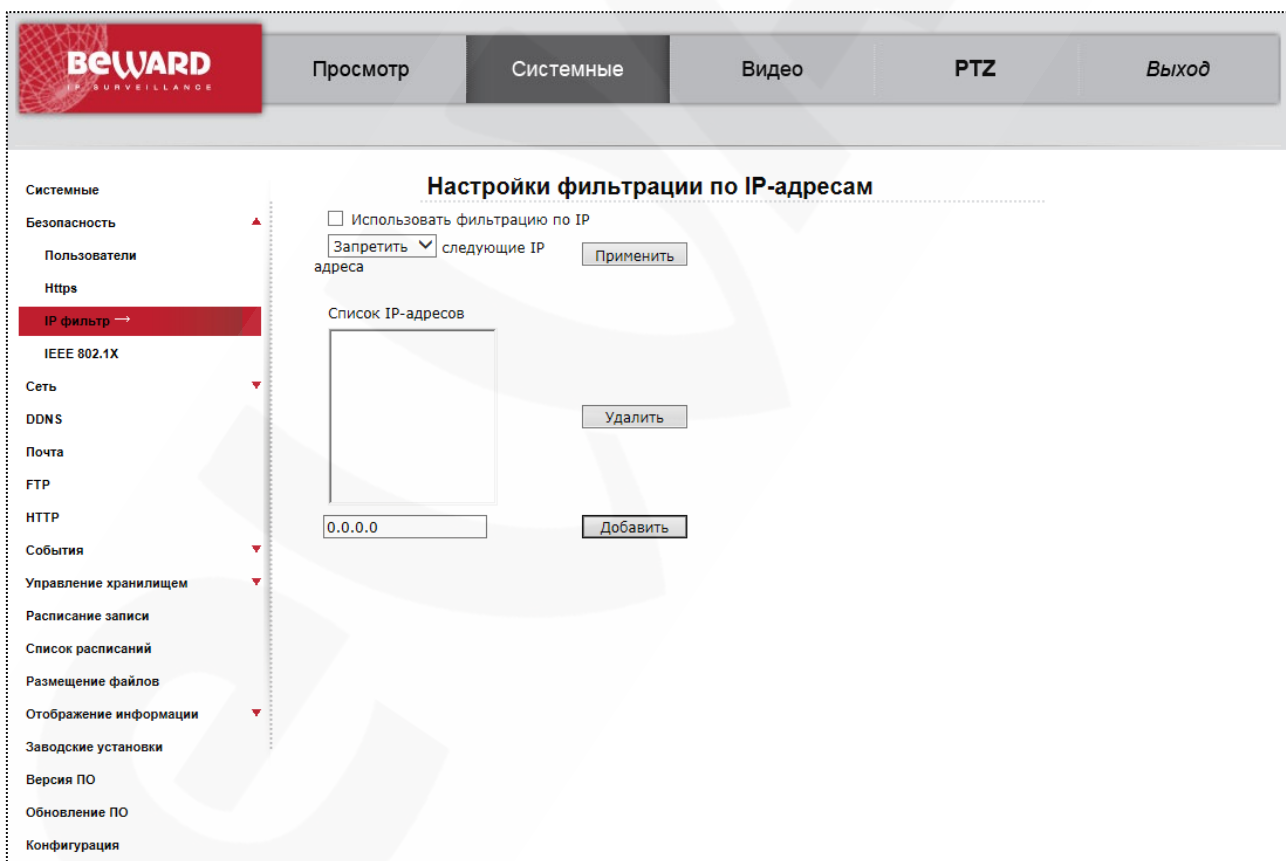 BEWARD
IP SURVEILLANCE
Просмотр
Системные
Видео
PTZ
Выход
Системные
Безопасность
Пользователи
Https
IP фильтр →
IEEE 802.1X
Сеть
DDNS
Почта
FTP
HTTP
События
Управление хранилищем
Расписание записи
Список расписаний
Размещение файлов
Отображение информации
Заводские установки
Версия ПО
Обновление ПО
Конфигурация
Настройки фильтрации по IP-адресам
Использовать фильтрацию по IP
Запретить следующие IP
адреса
Применить
Список IP-адресов
Удалить
0.0.0.0
Добавить